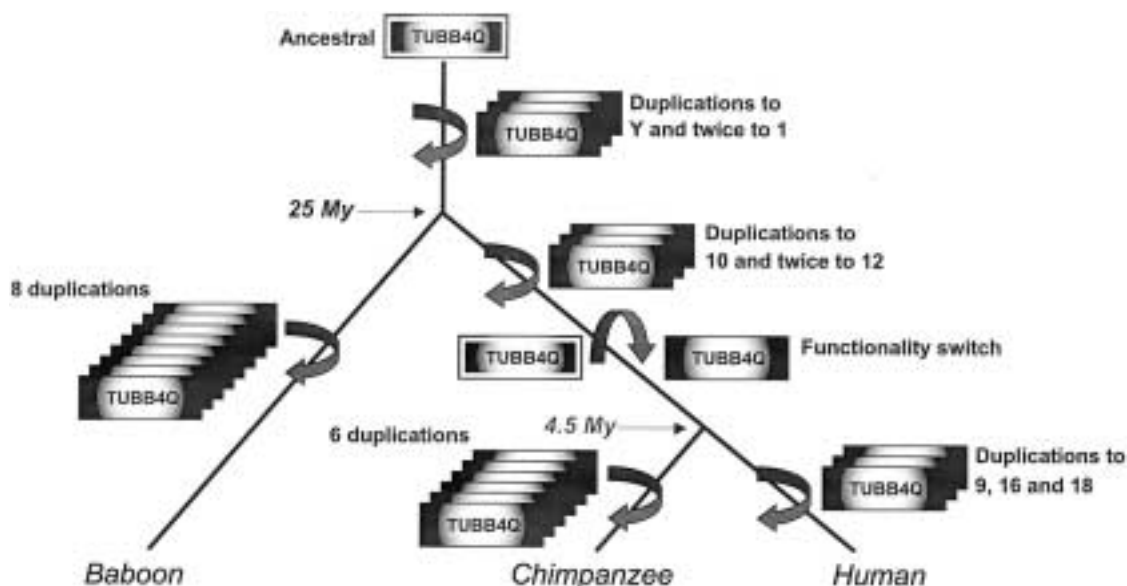 Ancestral
TUBB4Q
TUBB4Q
Duplications to
Y and twice to 1
25 My
TUBB4Q
Duplications to
10 and twice to 12
8 duplications
TUBB4Q
TUBB4Q
TUBB4Q
Functionality switch
4.5 My
6 duplications
TUBB4Q
TUBB4Q
Duplications to
9, 16 and 18
Baboon
Chimpanzee
Human